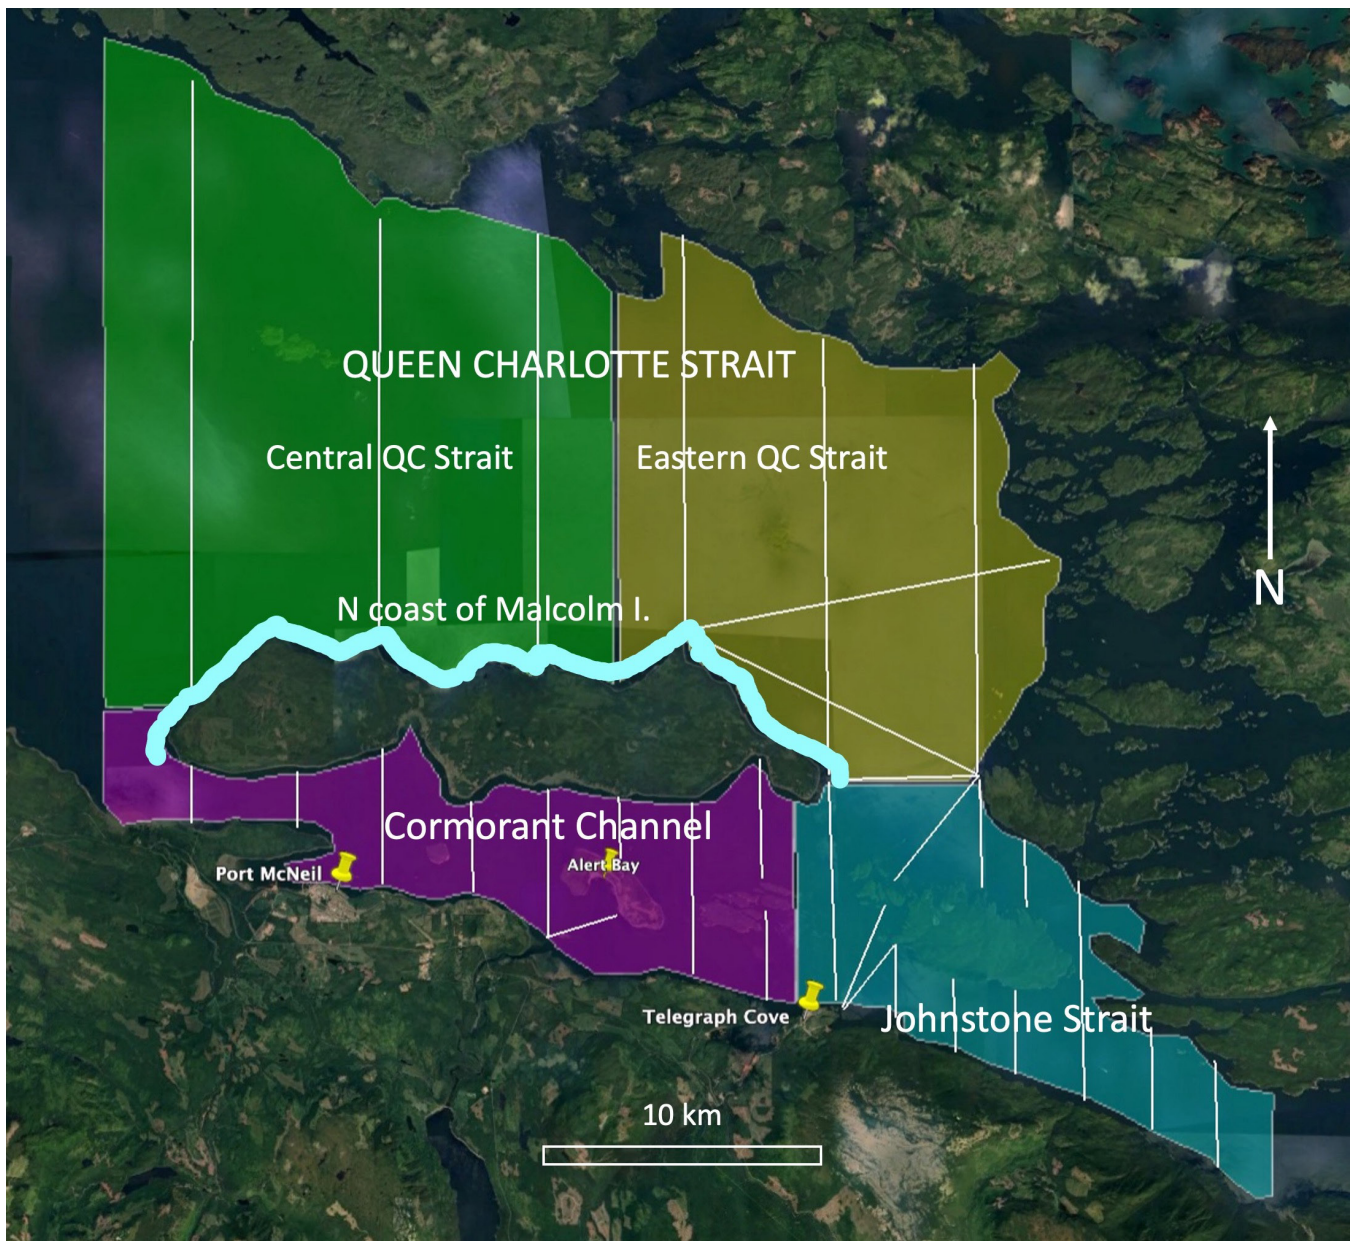 QUEEN CHARLOTTE STRAIT
Central QC Strait
Eastern QC Strait
N coast of Malcolm I.
N
Cormorant Channel
Port McNeil
Alert Bay
Telegraph Cove
Johnstone Strait
10 km